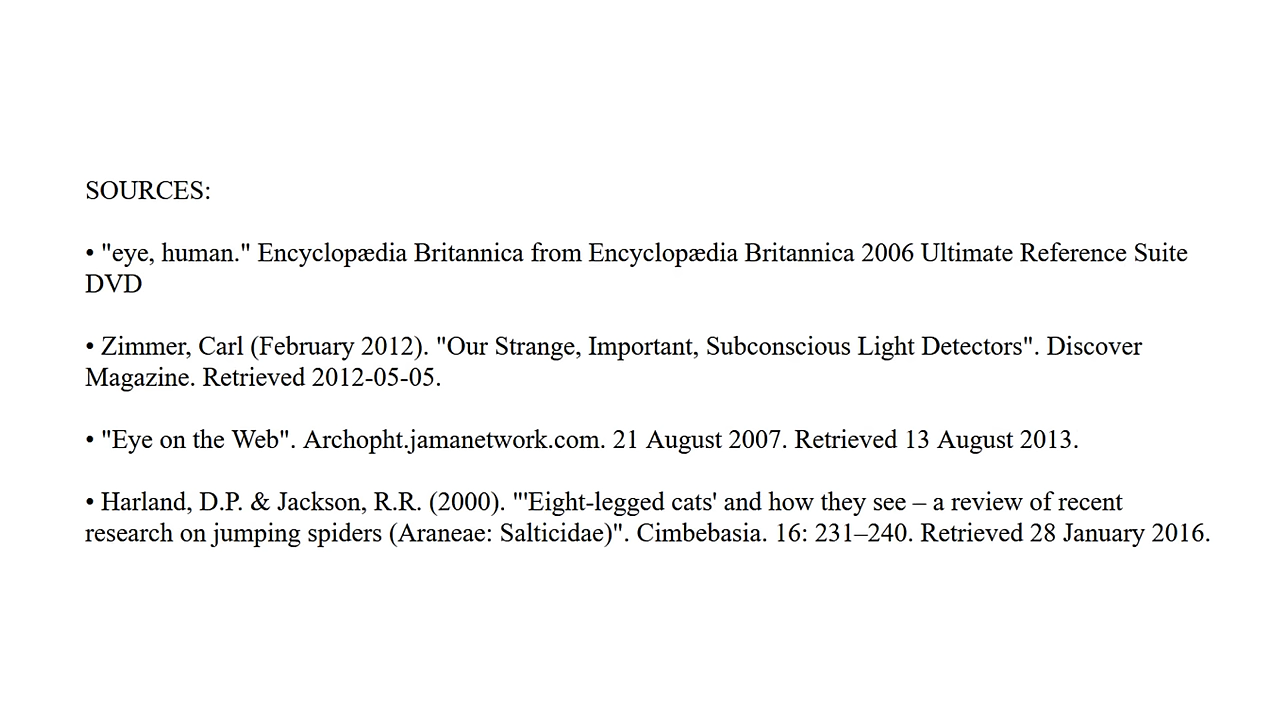 SOURCES:
• "eye, human." Encyclopædia Britannica from Encyclopædia Britannica 2006 Ultimate Reference Suite
DVD
• Zimmer, Carl (February 2012). "Our Strange, Important, Subconscious Light Detectors". Discover
Magazine. Retrieved 2012-05-05.
• "Eye on the Web". Archopht.jamanetwork.com. 21 August 2007. Retrieved 13 August 2013.
• Harland, D.P. & Jackson, R.R. (2000). "'Eight-legged cats' and how they see – a review of recent
research on jumping spiders (Araneae: Salticidae)". Cimbebasia. 16: 231–240. Retrieved 28 January 2016.